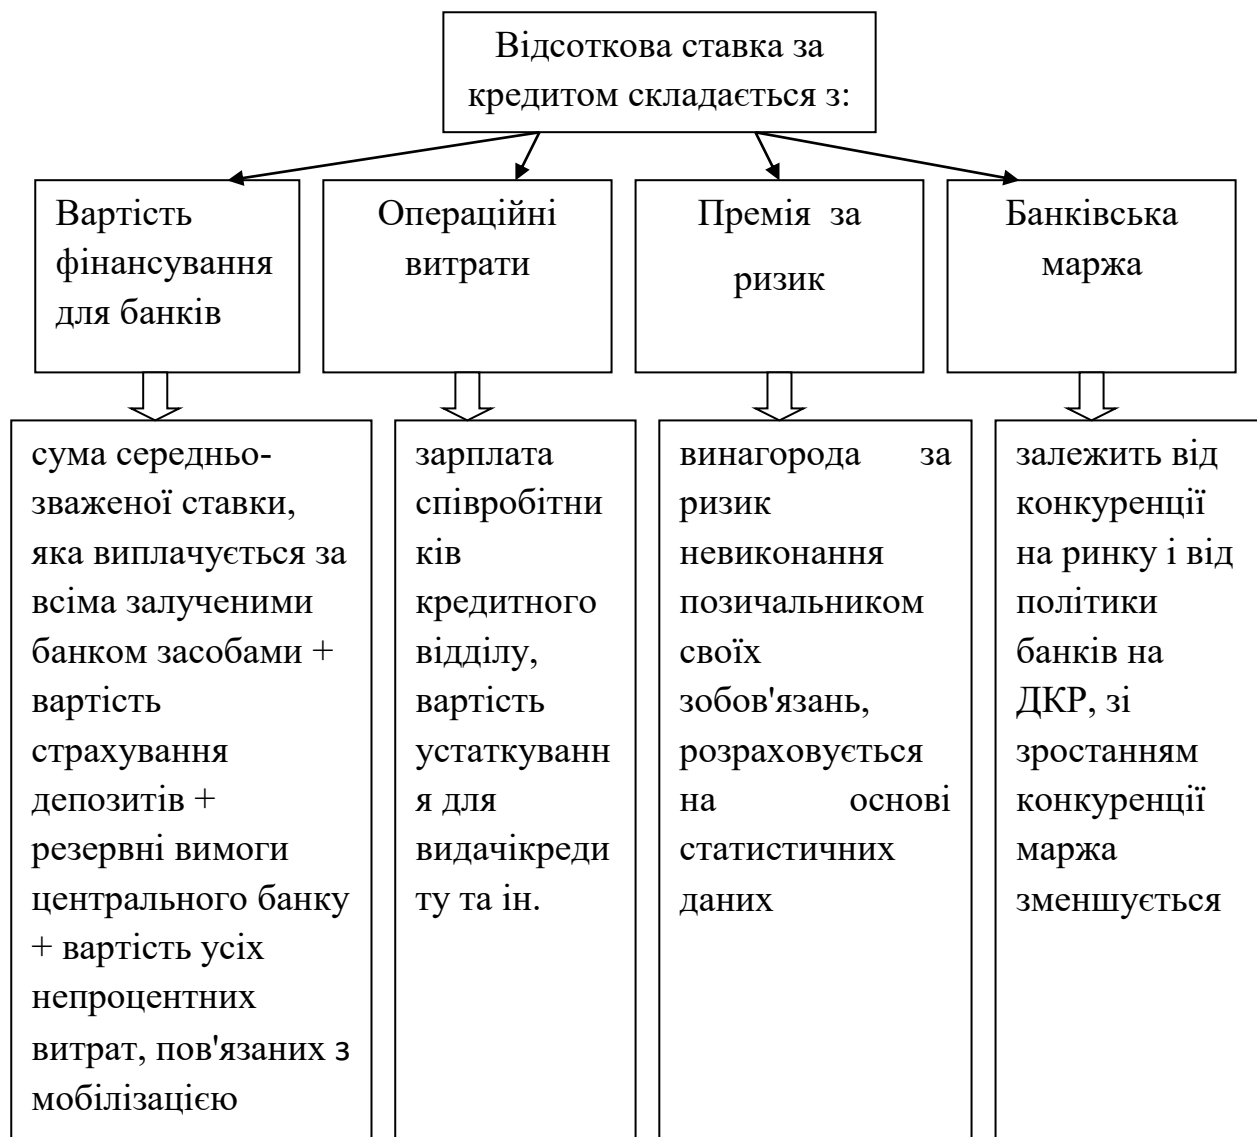 Відсоткова ставка за
кредитом складається з:
Вартість
фінансування
для банків
Операційні
витрати
Премія за
ризик
Банківська
маржа
сума середньо-
зваженої ставки,
яка виплачується за
всіма залученими
банком засобами +
вартість
страхування
депозитів +
резервні вимоги
центрального банку
+ вартість усіх
непроцентних
витрат, пов'язаних з
мобілізацією
зарплата
співробітни
ків
кредитного
відділу,
вартість
устаткуванн
я для
видачікреди
ту та ін.
винагорода за
ризик
невиконання
позичальником
своїх
зобов'язань,
розраховується
на основі
статистичних
даних
залежить від
конкуренції
на ринку і від
політики
банків на
ДКР, зі
зростанням
конкуренції
маржа
зменшується